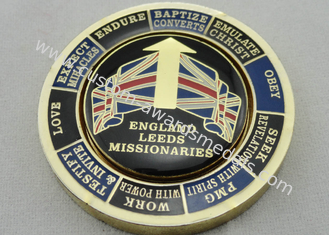 ENDURE
BAPTIZE
CONVERTS
EMULATE
CHRIST
OBEY
SEEK
REVELATION
PMG
WITH SPIRIT
WORK
WITH POWER
TESTIFY
& INVITE
LOVE
EXPECT
MIRACLES
ENGLAND
LEEDS
MISSIONARIES